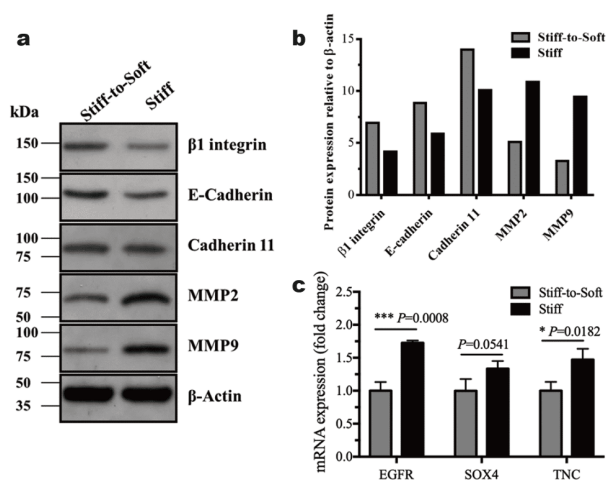 a
kDa
Stiff-to-Soft
Stiff
150
β1 integrin
150
100
E-Cadherin
100
75
Cadherin 11
75
50
MMP2
100
75
MMP9
50
35
β-Actin
b
Protein expression relative to β-actin
Stiff-to-Soft
Stiff
15
10
5
0
β1 integrin
E-cadherin
Cadherin 11
MMP2
MMP9
c
mRNA expression (fold change)
Stiff-to-Soft
Stiff
2.5
2.0
1.5
1.0
0.5
0.0
*** P=0.0008
P=0.0541
* P=0.0182
EGFR
SOX4
TNC